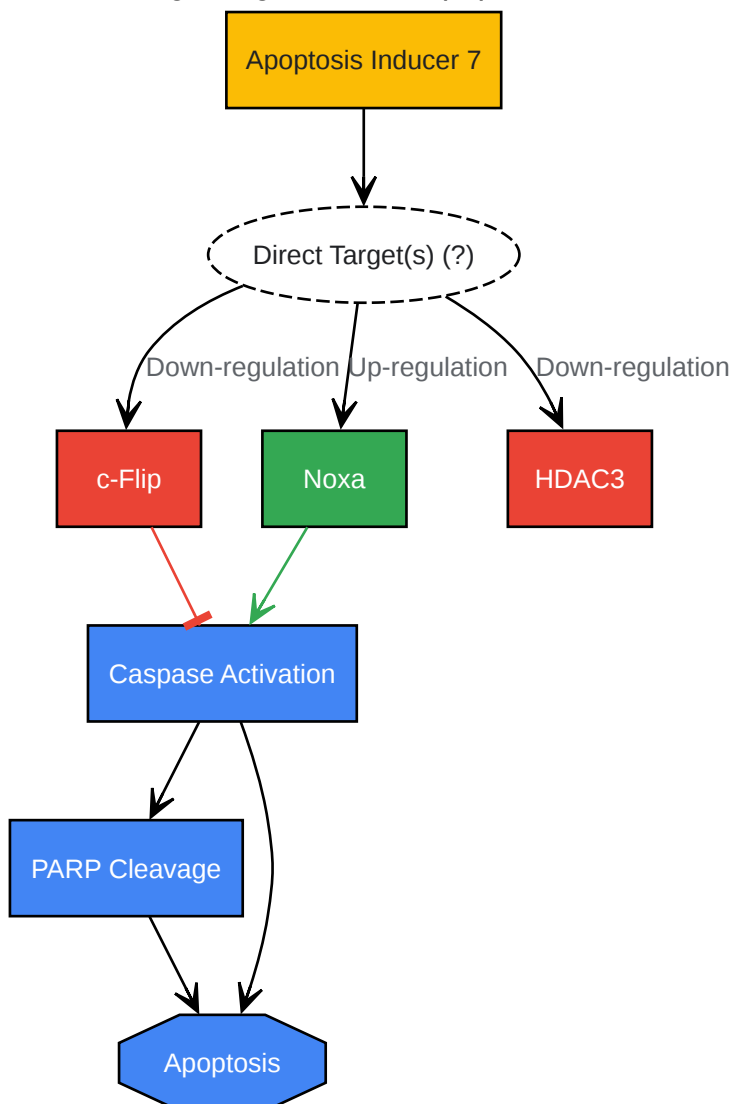 Apoptosis Inducer 7
Direct Target(s) (?)
Down-regulation
Up-regulation
Down-regulation
c-Flip
Noxa
HDAC3
Caspase Activation
PARP Cleavage
Apoptosis